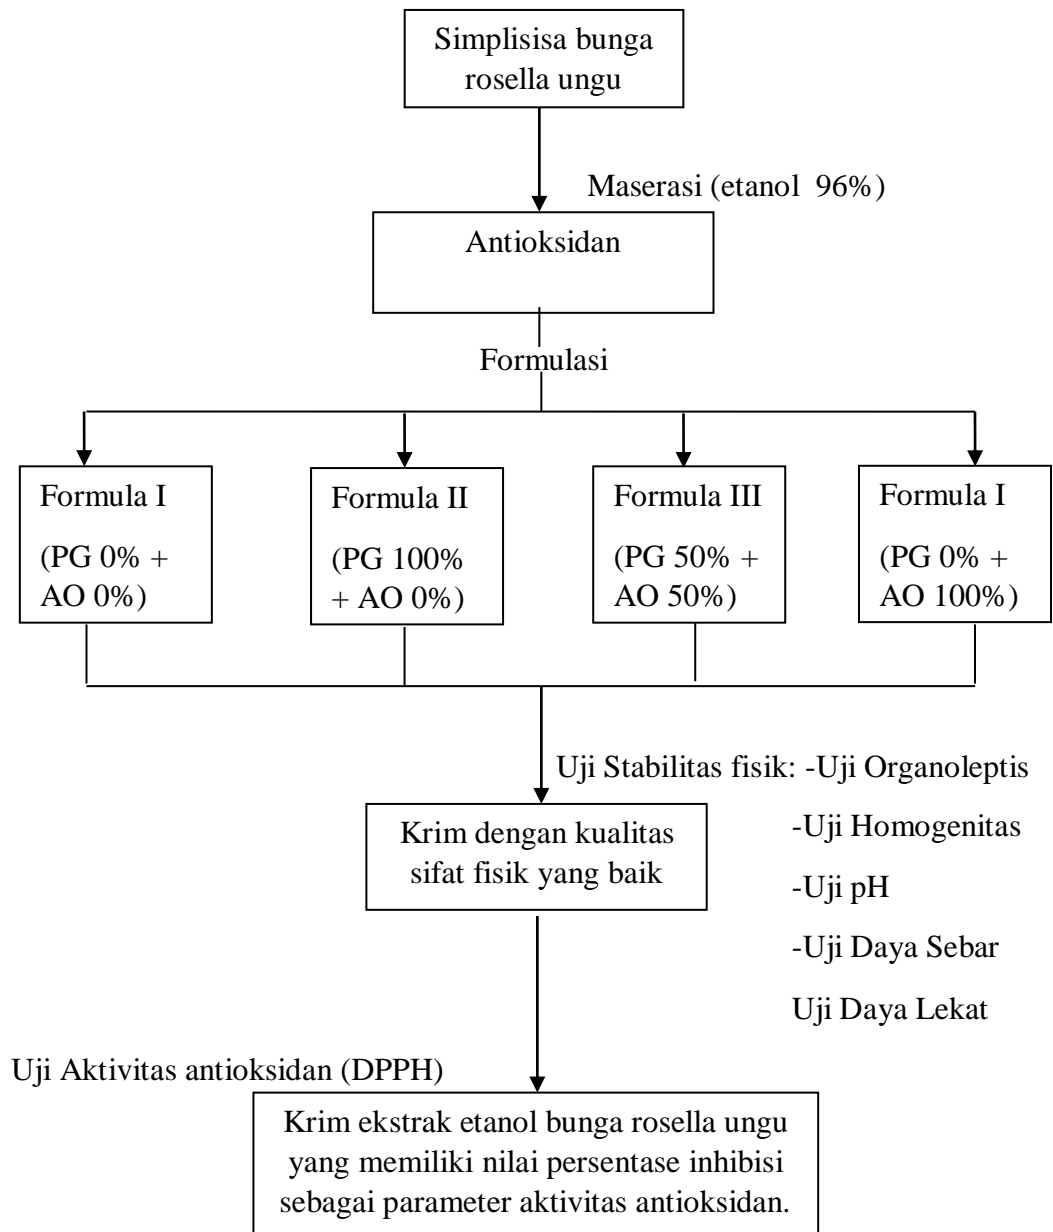 Simplisisa bunga
rosella ungu
Maserasi (etanol 96%)
Antioksidan
Formulasi
Formula I
(PG 0% +
AO 0%)
Formula II
(PG 100%
+ AO 0%)
Formula III
(PG 50% +
AO 50%)
Formula I
(PG 0% +
AO 100%)
Uji Stabilitas fisik: -Uji Organoleptis
-Uji Homogenitas
-Uji pH
-Uji Daya Sebar
Uji Daya Lekat
Krim dengan kualitas
sifat fisik yang baik
Uji Aktivitas antioksidan (DPPH)
Krim ekstrak etanol bunga rosella ungu
yang memiliki nilai persentase inhibisi
sebagai parameter aktivitas antioksidan.